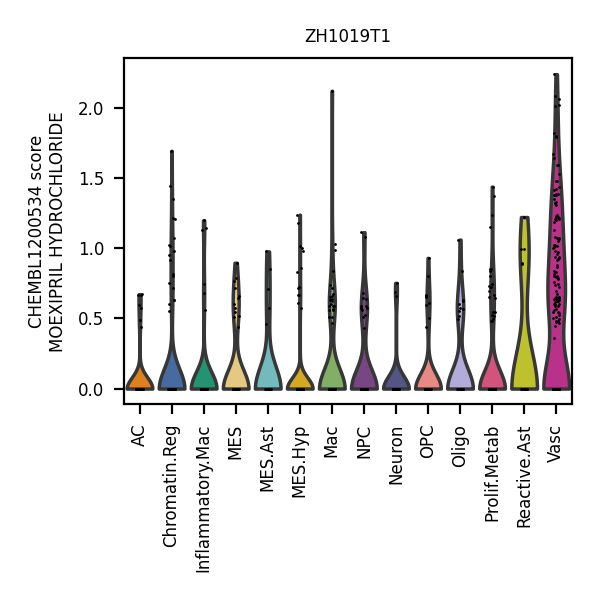 ZH1019T1
CHEMBL1200534 score
MOEXIPRIL HYDROCHLORIDE
2.0
1.5
1.0
0.5
0.0
AC
Chromatin.Reg
Inflammatory.Mac
MES
MES.Ast
MES.Hyp
Mac
NPC
Neuron
OPC
Oligo
Prolif.Metab
Reactive.Ast
Vasc